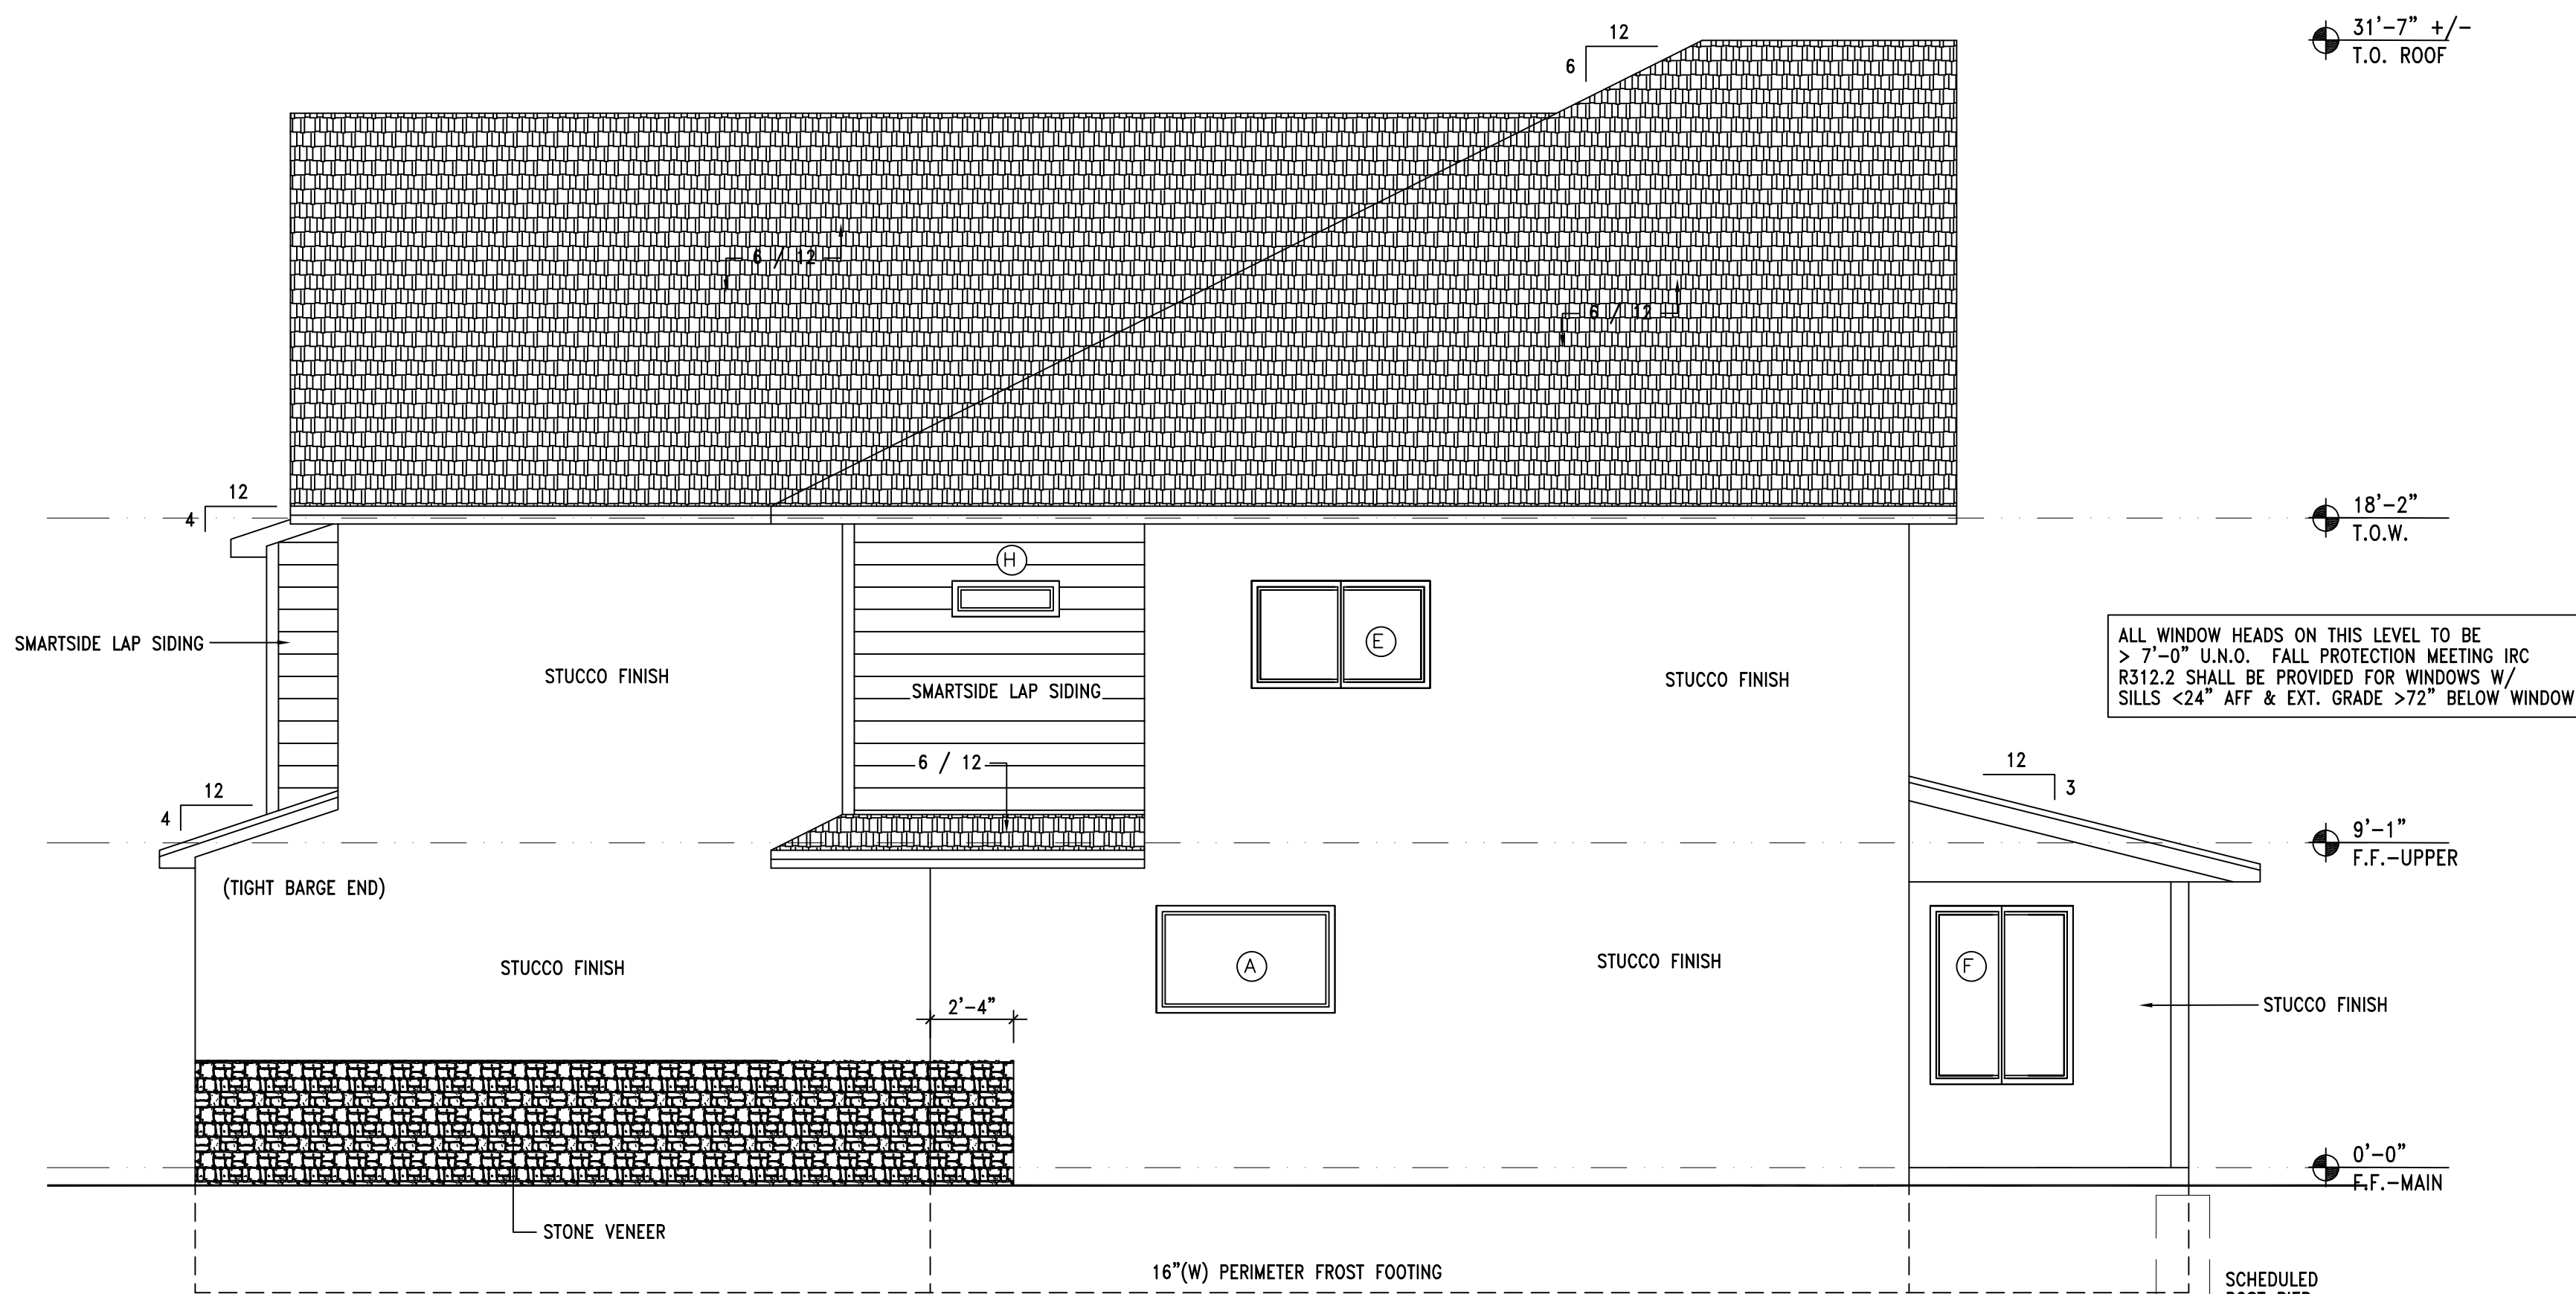 31'-7" +/-
T.O. ROOF
12
6
6 / 12
6 / 12
12
4
18'-2"
T.O.W.
H
SMARTSIDE LAP SIDING
STUCCO FINISH
SMARTSIDE LAP SIDING
E
STUCCO FINISH
ALL WINDOW HEADS ON THIS LEVEL TO BE
> 7'-0" U.N.O. FALL PROTECTION MEETING IRC
R312.2 SHALL BE PROVIDED FOR WINDOWS W/
SILLS <24" AFF & EXT. GRADE >72" BELOW WINDOW
6 / 12
12
4
12
3
9'-1"
F.F.-UPPER
(TIGHT BARGE END)
STUCCO FINISH
A
STUCCO FINISH
F
2'-4"
STUCCO FINISH
0'-0"
F.F.-MAIN
STONE VENEER
16"(W) PERIMETER FROST FOOTING
SCHEDULED